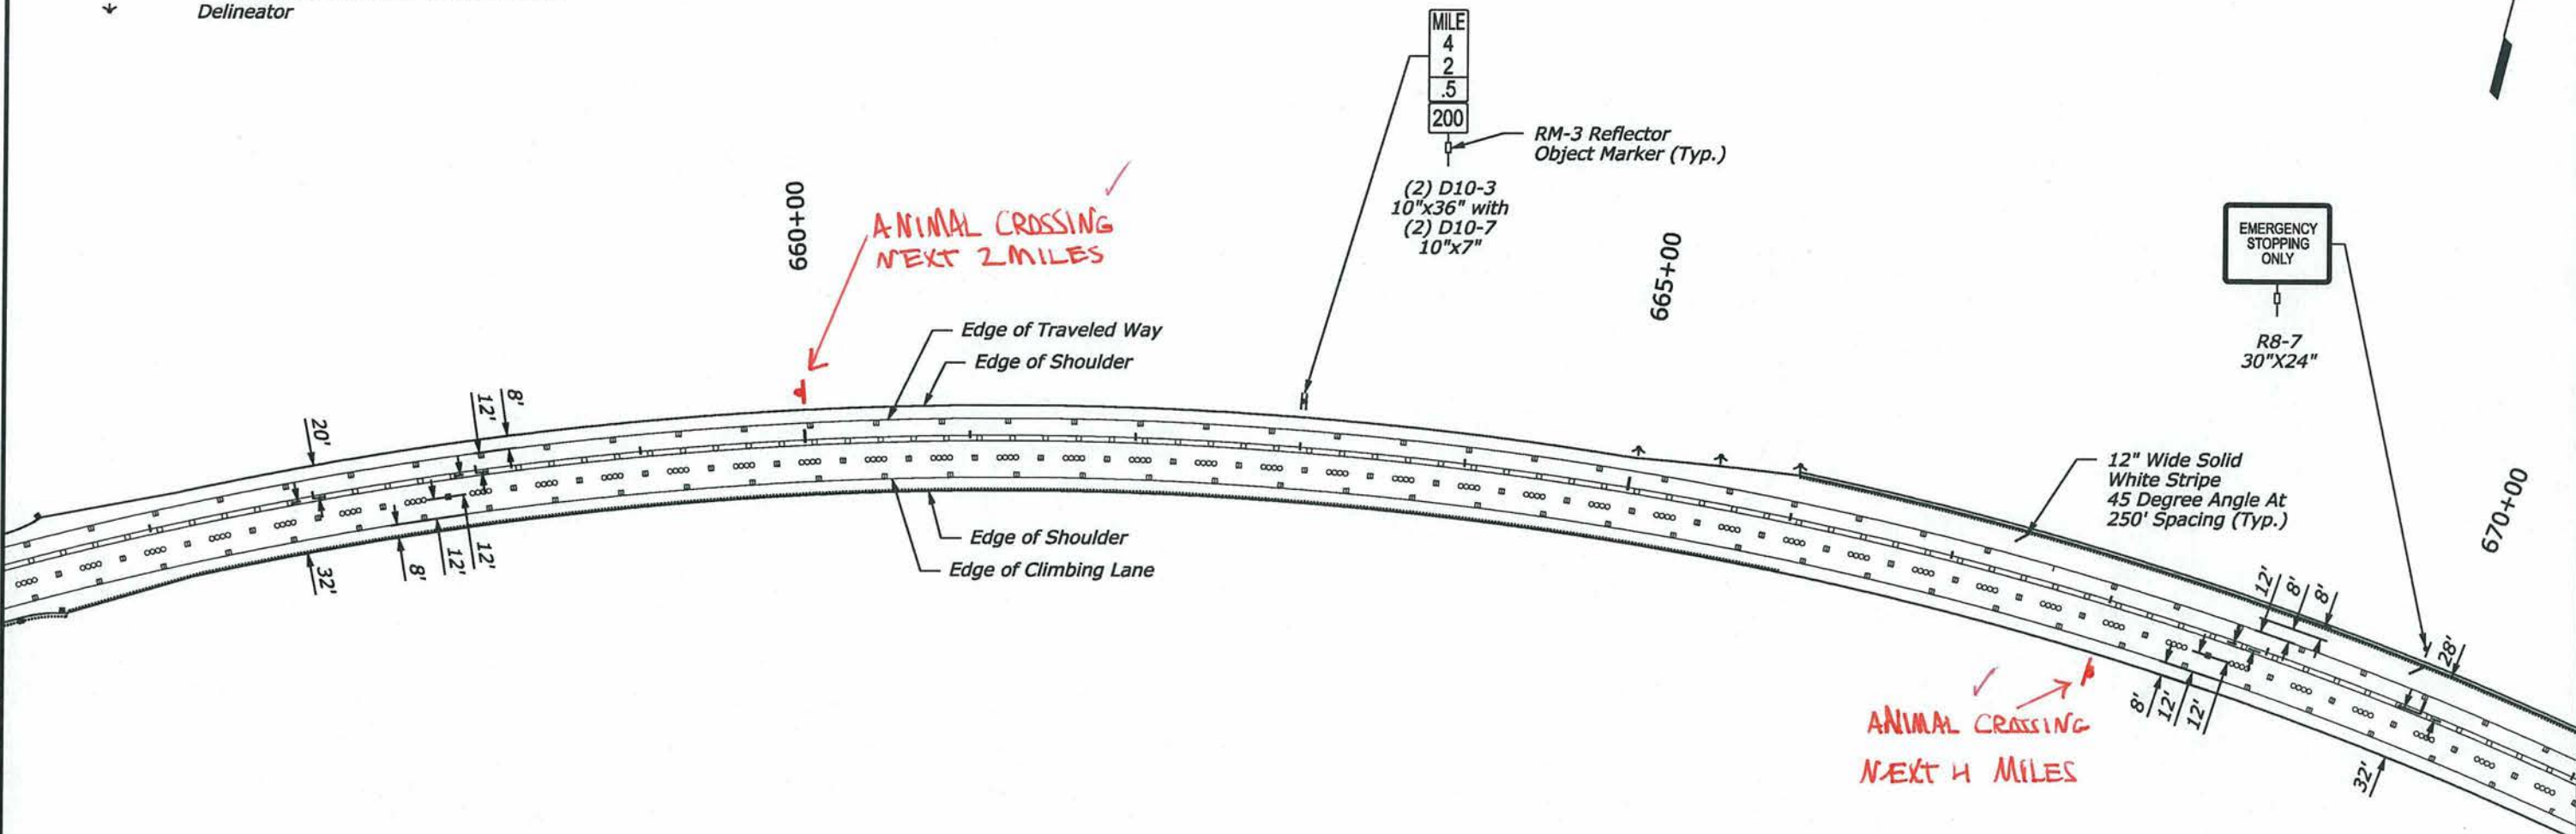 Delineator
MILE
4
2
.5
200
RM-3 Reflector
Object Marker (Typ.)
(2) D10-3
10"x36" with
(2) D10-7
10"x7"
660+00
ANIMAL CROSSING
NEXT 2 MILES
665+00
EMERGENCY
STOPPING
ONLY
R8-7
30"X24"
Edge of Traveled Way
Edge of Shoulder
20'
12'
8'
12" Wide Solid
White Stripe
45 Degree Angle At
250' Spacing (Typ.)
670+00
Edge of Shoulder
Edge of Climbing Lane
32'
8'
12'
12'
12'
8'
8'
28'
8'
12'
12'
32'
ANIMAL CROSSING
NEXT 4 MILES